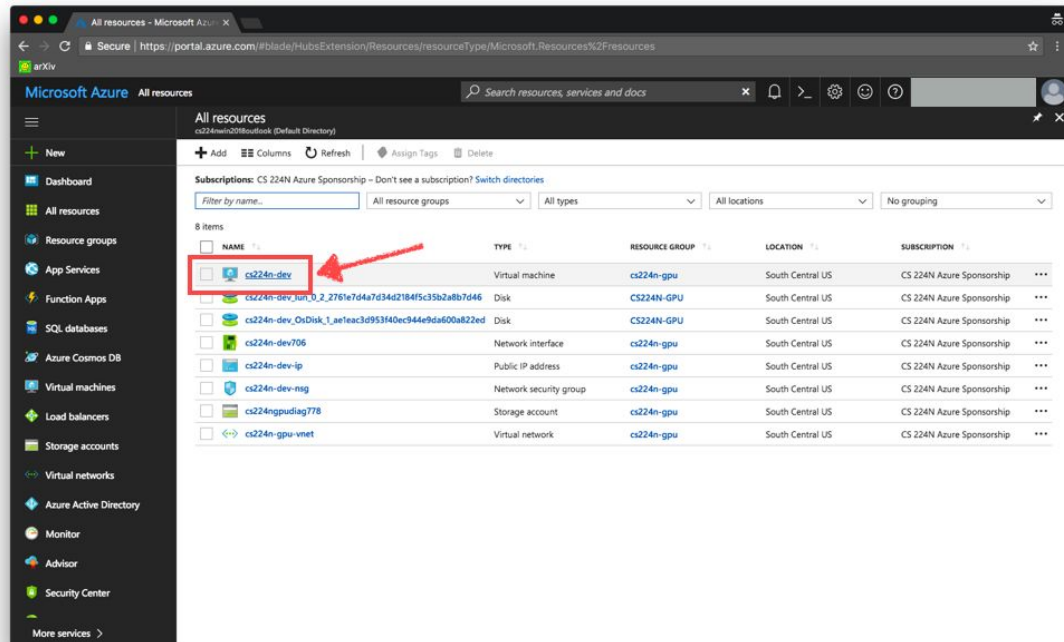 All resources - Microsoft Azur
Secure | https://portal.azure.com/#blade/HubsExtension/Resources/resourceType/Microsoft.Resources%2Fresources
arXiv
Microsoft Azure All resources
Search resources, services and docs
All resources
cs224nwin2018outlook (Default Directory)
New
Add Columns Refresh Assign Tags Delete
Dashboard
Subscriptions: CS 224N Azure Sponsorship – Don't see a subscription? Switch directories
All resources
Filter by name... All resource groups All types All locations No grouping
8 items
Resource groups
NAME TYPE RESOURCE GROUP LOCATION SUBSCRIPTION
App Services
cs224n-dev Virtual machine cs224n-gpu South Central US CS 224N Azure Sponsorship
Function Apps
cs224n-dev_lun_0_2_2761e7d4a7d34d2184f5c35b2a8b7d46 Disk CS224N-GPU South Central US CS 224N Azure Sponsorship
SQL databases
cs224n-dev_OsDisk_1_ae1eac3d953f40ec944e9da600a822ed Disk CS224N-GPU South Central US CS 224N Azure Sponsorship
cs224n-dev706 Network interface cs224n-gpu South Central US CS 224N Azure Sponsorship
Azure Cosmos DB
cs224n-dev-ip Public IP address cs224n-gpu South Central US CS 224N Azure Sponsorship
Virtual machines
cs224n-dev-nsg Network security group cs224n-gpu South Central US CS 224N Azure Sponsorship
Load balancers
cs224ngpudiag778 Storage account cs224n-gpu South Central US CS 224N Azure Sponsorship
cs224n-gpu-vnet Virtual network cs224n-gpu South Central US CS 224N Azure Sponsorship
Storage accounts
Virtual networks
Azure Active Directory
Monitor
Advisor
Security Center
More services